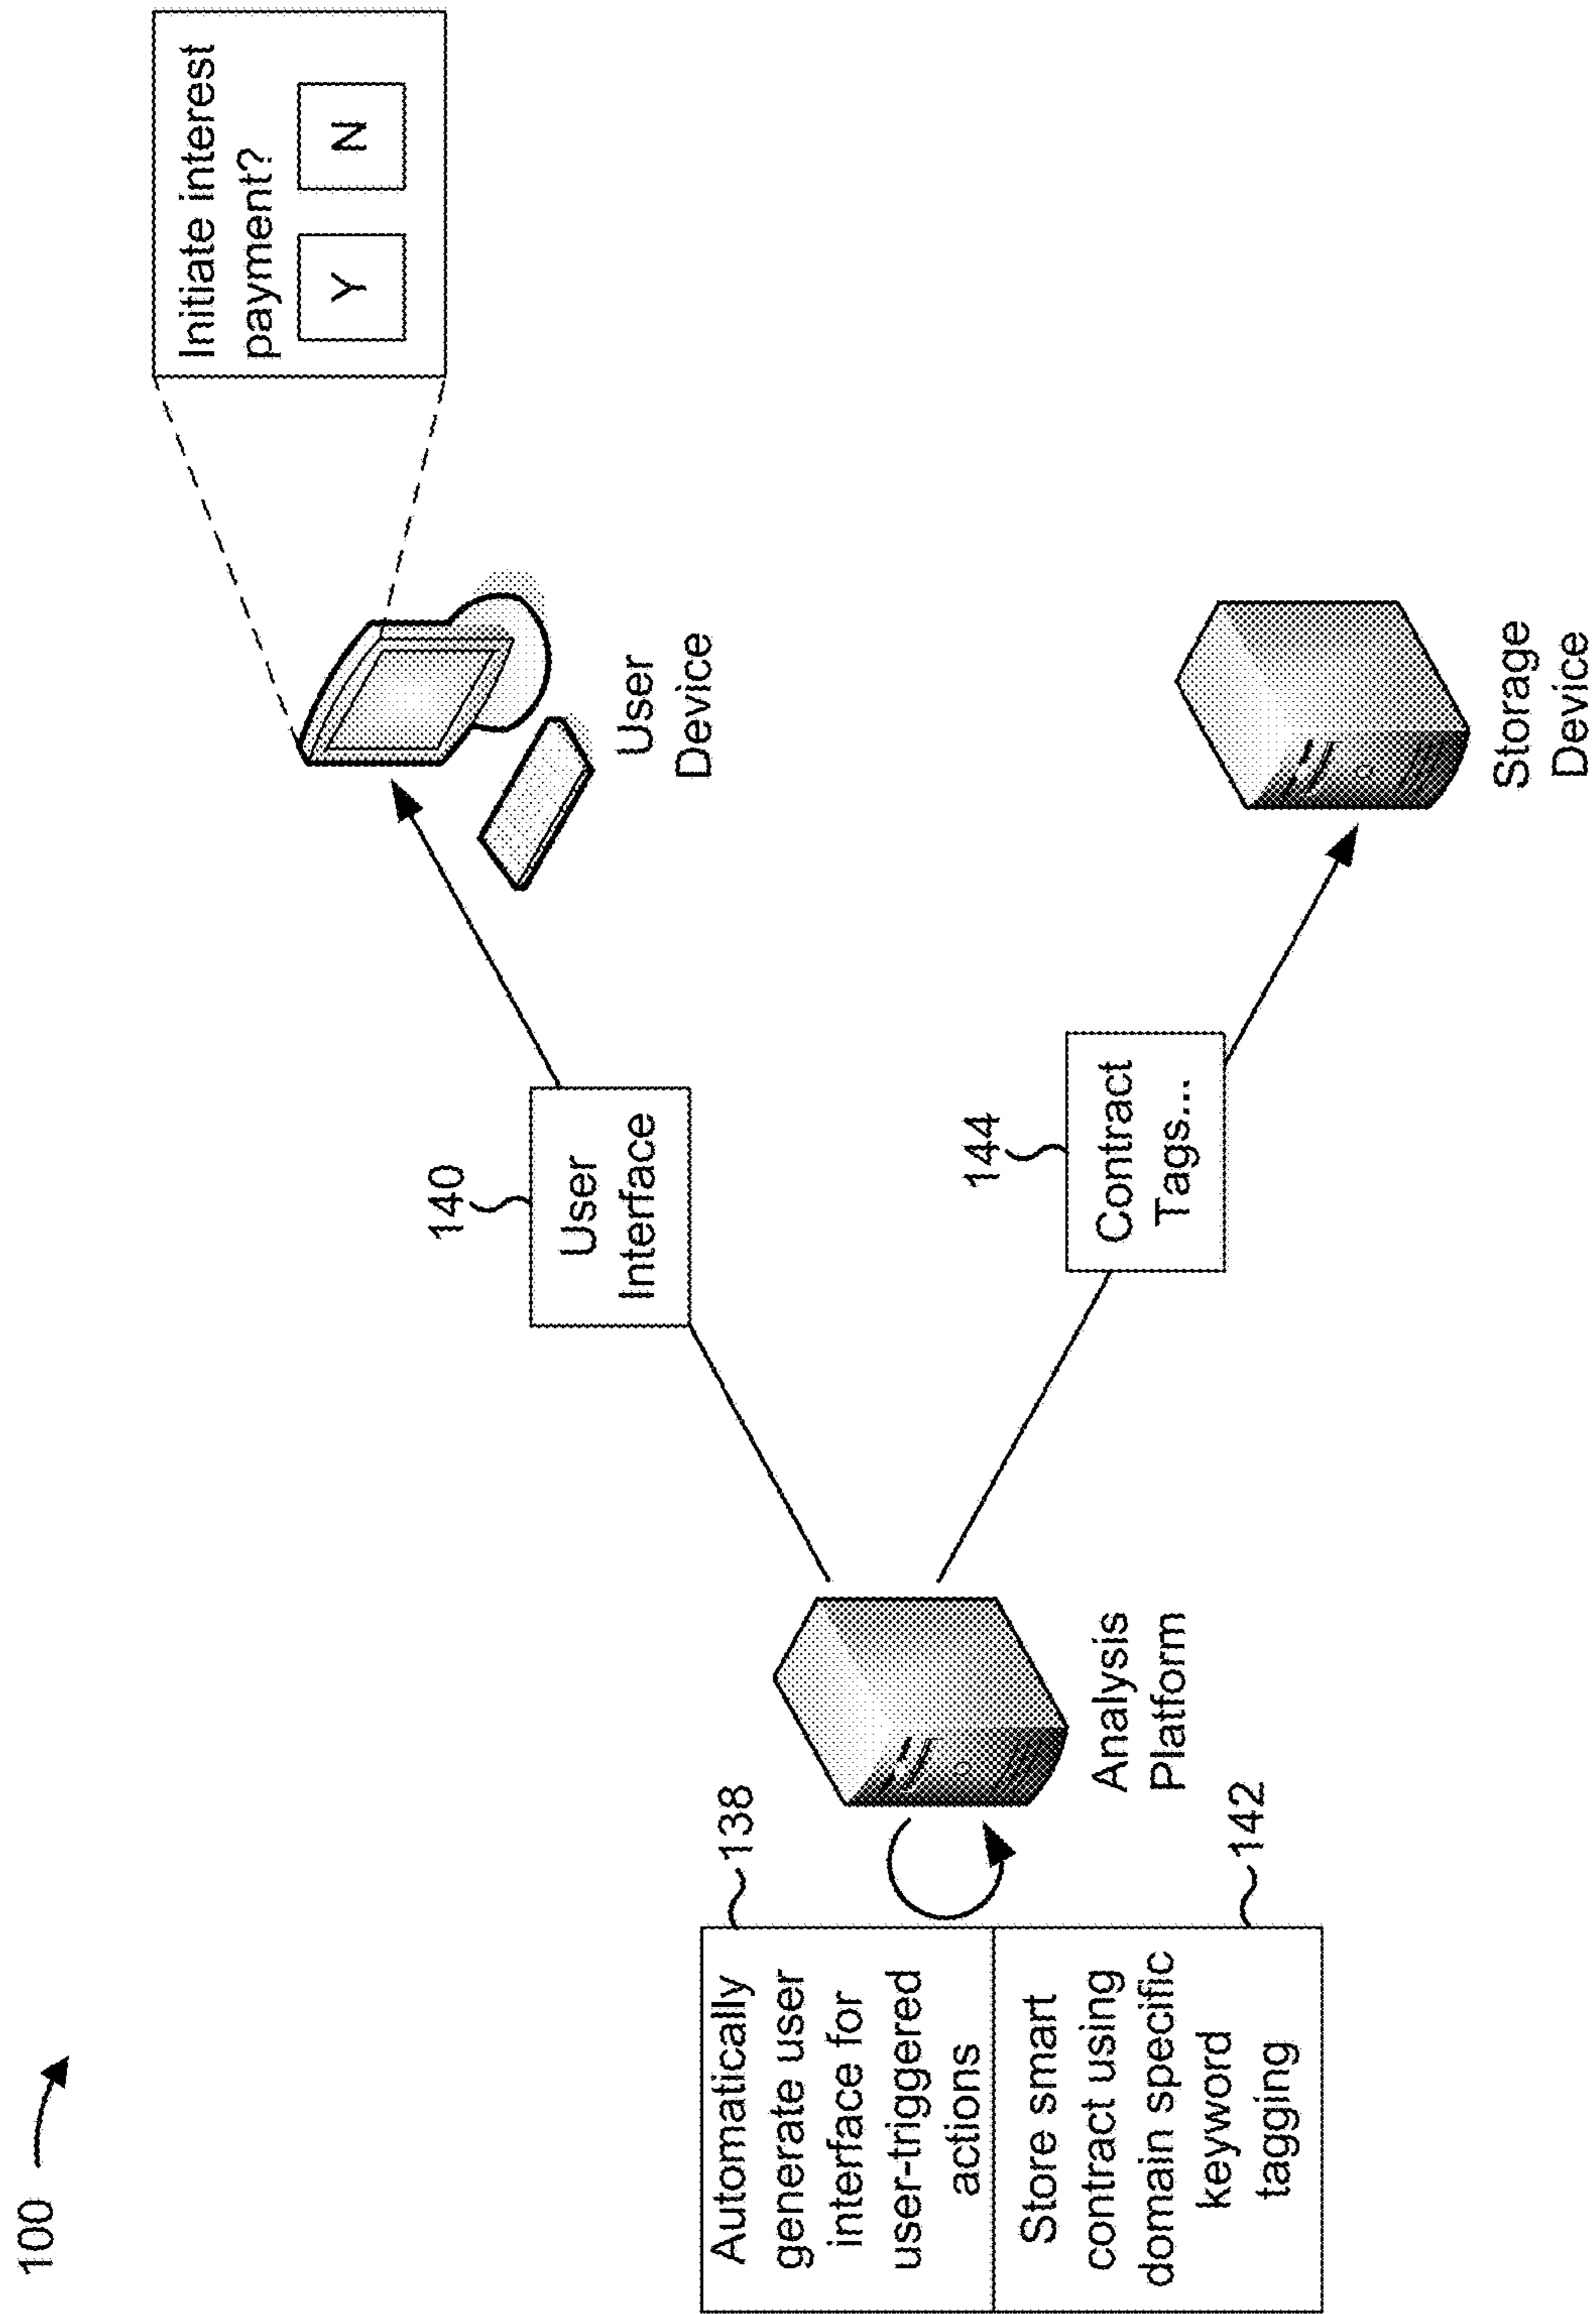 100
Automatically
generate user
interface for
user-triggered
actions
138
Store smart
contract using
domain specific
keyword
tagging
142
Analysis
Platform
140
User
Interface
144
Contract
Tags...
User
Device
Storage
Device
Initiate interest
payment?
Y N